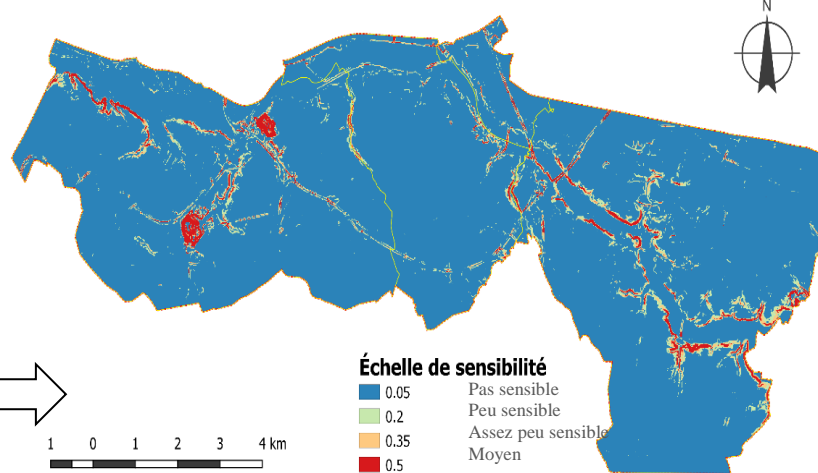 N
Échelle de sensibilité
0.05 Pas sensible
0.2 Peu sensible
0.35 Assez peu sensible
0.5 Moyen
1 0 1 2 3 4 km